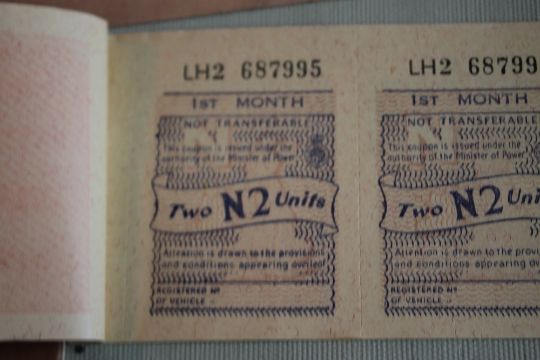 LH2 687995
1ST MONTH
NOT TRANSFERABLE
N
This coupon is issued under the
authority of the Minister of Power
Two N2 Units
Attention is drawn to the provisions
and conditions appearing overleaf
REGISTERED Nº
OF VEHICLE
LH2 68799
1ST MONTH
NOT TRANSFERABLE
N
This coupon is issued under the
authority of the Minister of Power
Two N2 Uni
Attention is drawn to the provis
and conditions appearing ove
REGISTERED Nº
OF VEHICLE